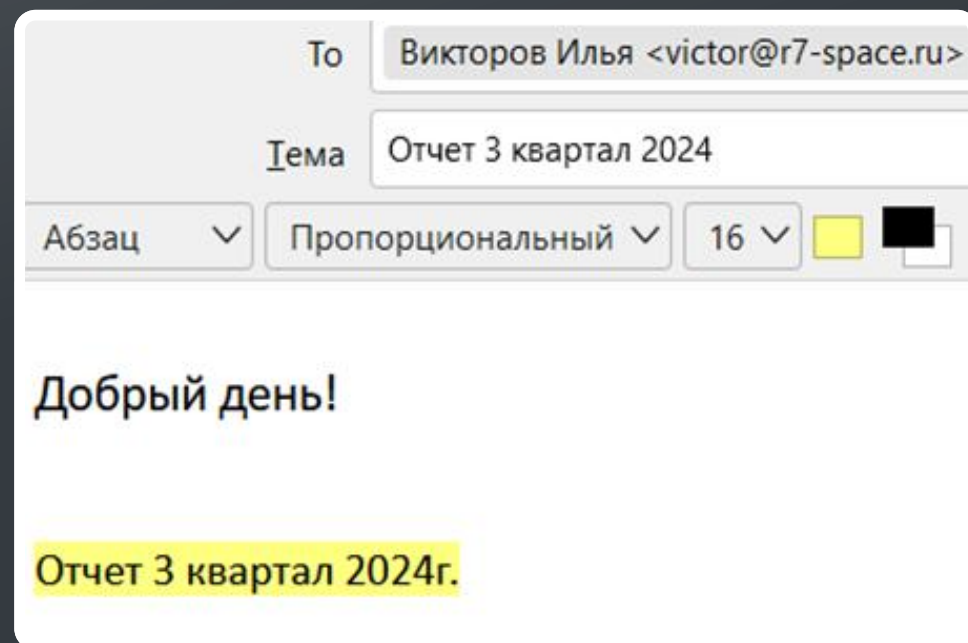 To Викторов Илья <victor@r7-space.ru>
Тема Отчет 3 квартал 2024
Абзац Пропорциональный 16
Добрый день!
Отчет 3 квартал 2024г.